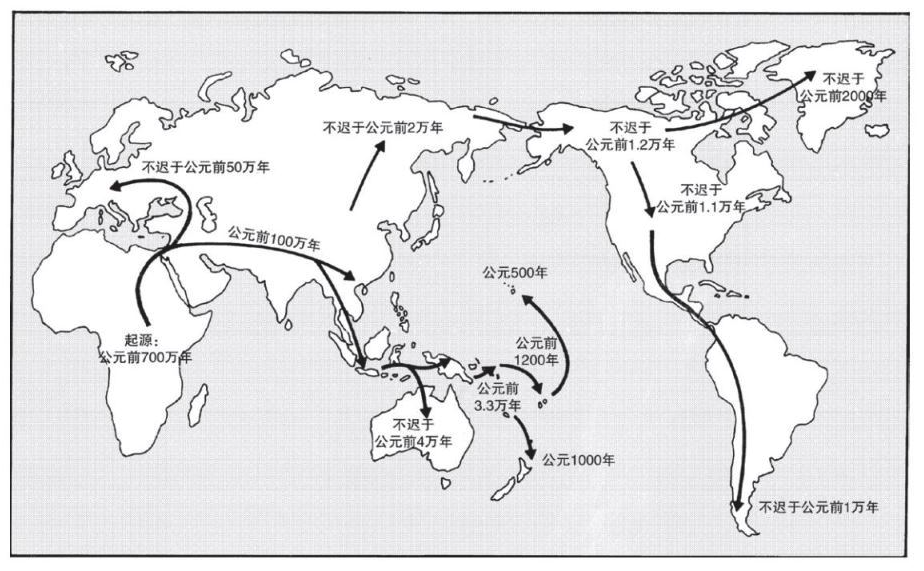 不迟于
公元前2000年
不迟于公元前2万年
不迟于
公元前1.2万年
不迟于公元前50万年
不迟于
公元前1.1万年
公元前100万年
公元500年
起源：
公元前700万年
公元前
1200年
公元前
3.3万年
不迟于
公元前4万年
公元1000年
不迟于公元前1万年